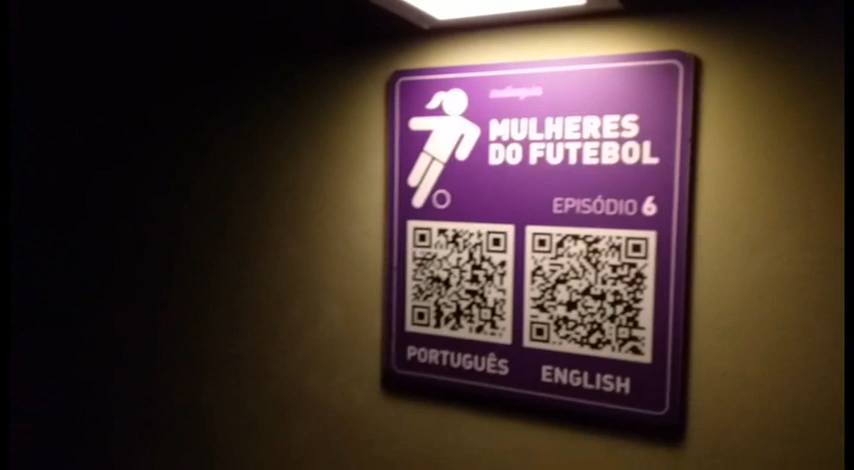 MULHERES
DO FUTEBOL
EPISÓDIO 6
PORTUGUÊS
ENGLISH